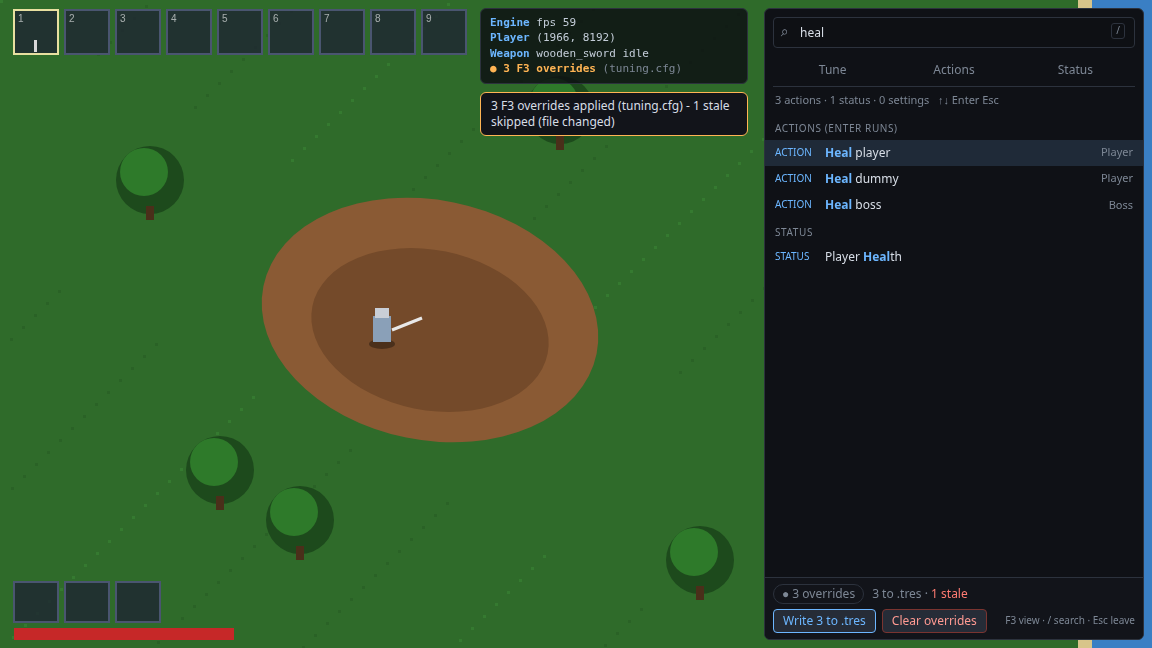 1 2 3 4 5 6 7 8 9
Engine fps 59
Player (1966, 8192)
Weapon wooden_sword idle
● 3 F3 overrides (tuning.cfg)
3 F3 overrides applied (tuning.cfg) - 1 stale
skipped (file changed)
heal /
Tune Actions Status
3 actions · 1 status · 0 settings ↑↓ Enter Esc
ACTIONS (ENTER RUNS)
ACTION Heal player Player
ACTION Heal dummy Player
ACTION Heal boss Boss
STATUS
STATUS Player Health
● 3 overrides 3 to .tres · 1 stale
Write 3 to .tres Clear overrides F3 view · / search · Esc leave